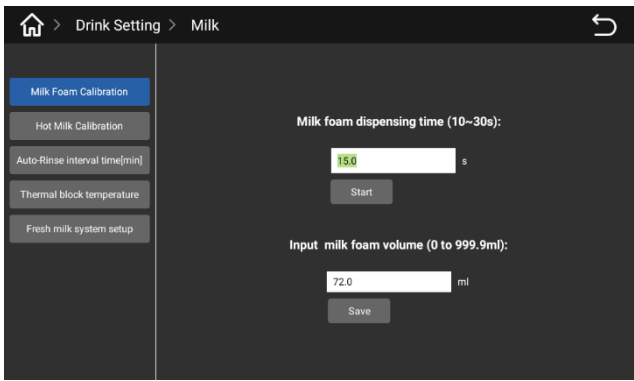 > Drink Setting > Milk
Milk Foam Calibration
Hot Milk Calibration
Auto-Rinse interval time[min]
Thermal block temperature
Fresh milk system setup
Milk foam dispensing time (10~30s):
15.0 s
Start
Input milk foam volume (0 to 999.9ml):
72.0 ml
Save